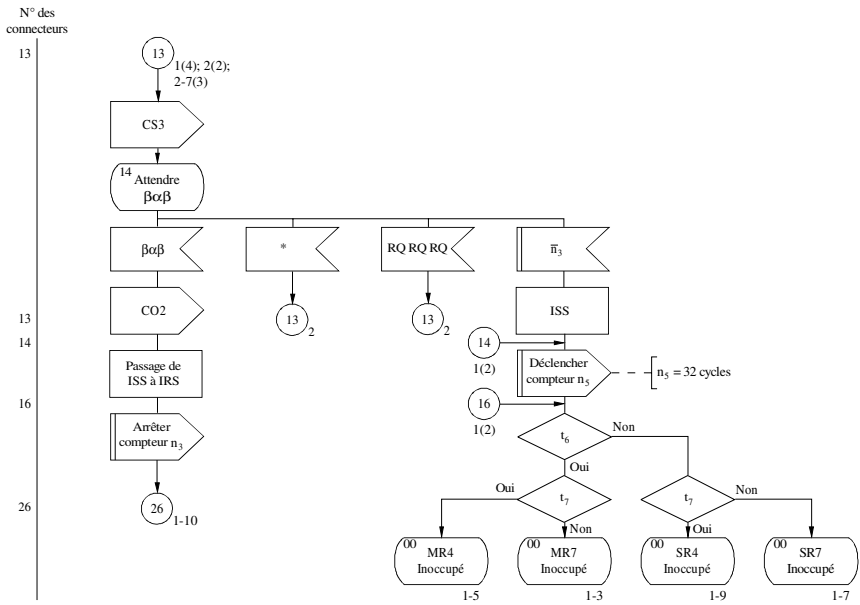 N° des
connecteurs
13
13
1(4); 2(2);
2-7(3)
CS3
14
Attendre
βαβ
βαβ
*
RQ RQ RQ
n̅3
13
CO2
13
2
13
2
ISS
14
14
1(2)
Déclencher
compteur n5
n5 = 32 cycles
Passage de
ISS à IRS
16
16
1(2)
Arrêter
compteur n3
t6
Non
Oui
26
26
1-10
Oui
t7
Non
t7
Non
Oui
00
MR4
Inoccupé
1-5
00
MR7
Inoccupé
1-3
00
SR4
Inoccupé
1-9
00
SR7
Inoccupé
1-7